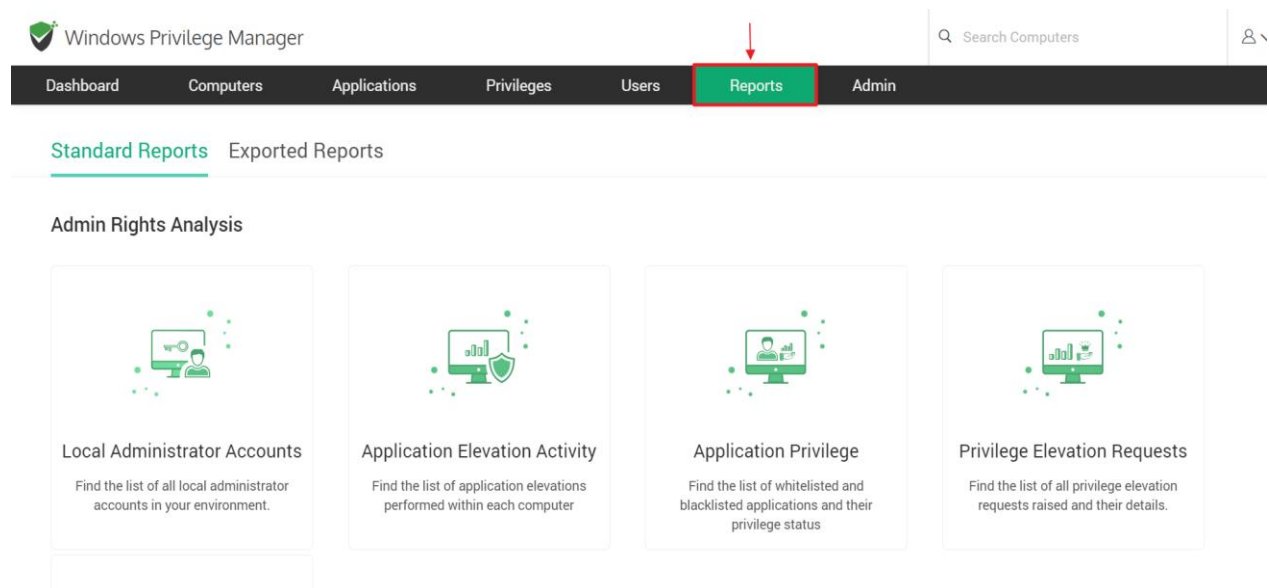 Windows Privilege Manager
Search Computers
Dashboard Computers Applications Privileges Users Reports Admin
Standard Reports Exported Reports
Admin Rights Analysis
Local Administrator Accounts
Find the list of all local administrator
accounts in your environment.
Application Elevation Activity
Find the list of application elevations
performed within each computer
Application Privilege
Find the list of whitelisted and
blacklisted applications and their
privilege status
Privilege Elevation Requests
Find the list of all privilege elevation
requests raised and their details.